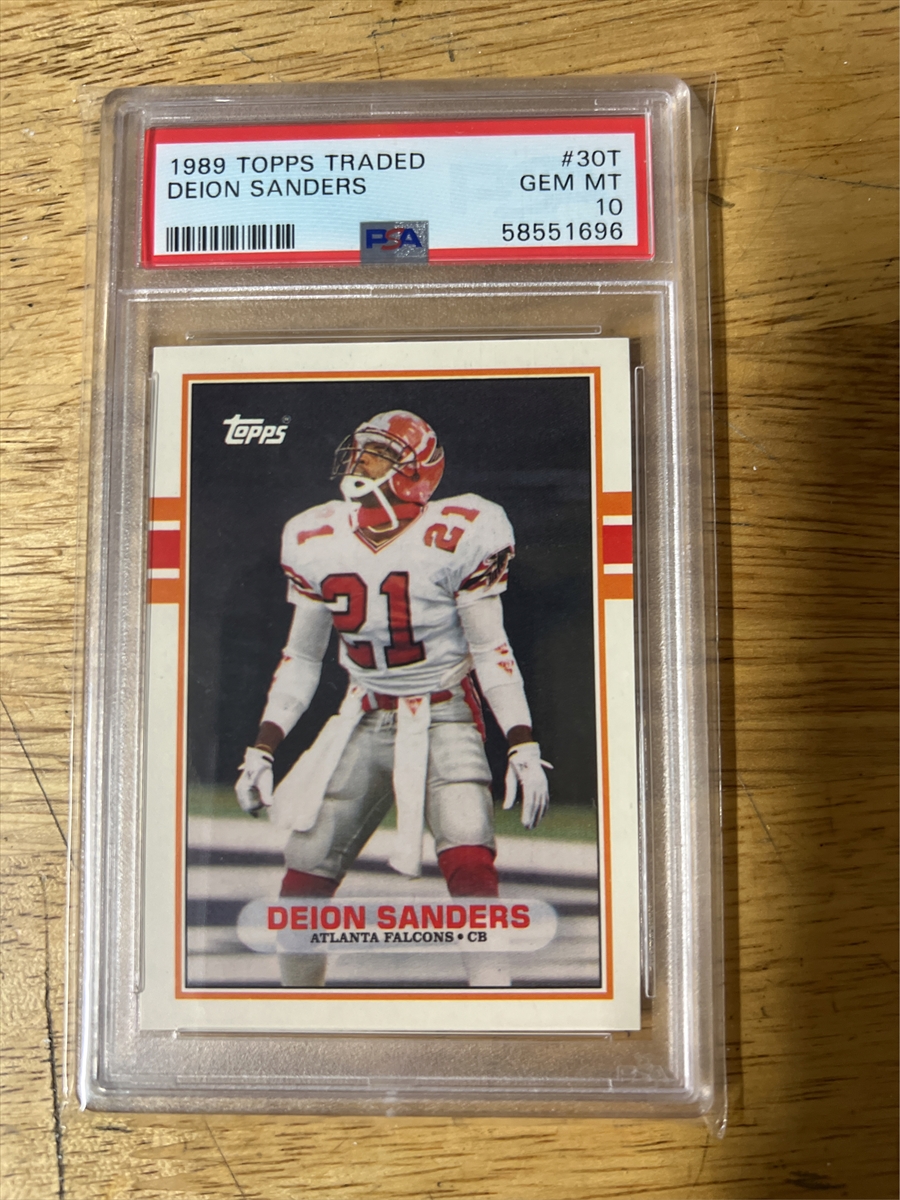 1989 TOPPS TRADED #30T
DEION SANDERS GEM MT
10
PSA 58551696
Topps
21
21
21
N
DEION SANDERS
ATLANTA FALCONS • CB
PSA